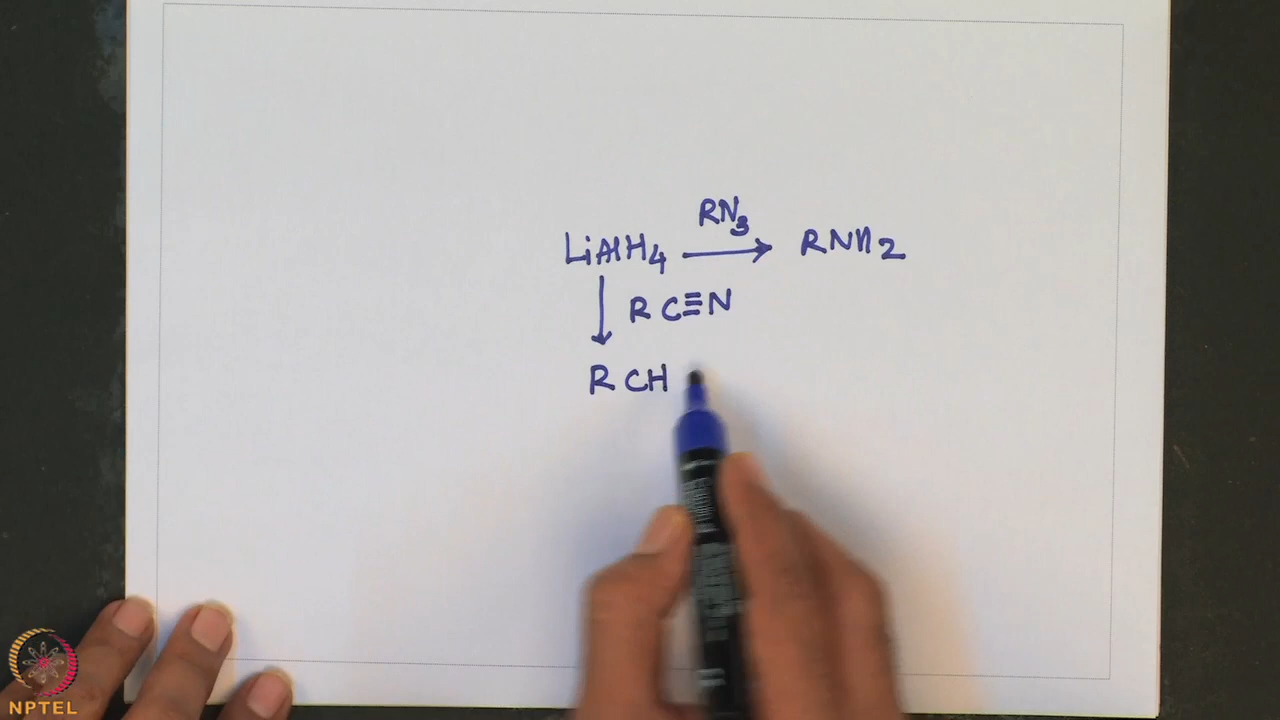 RN3
LiAlH4 → RNH2
↓ RC≡N
RCH
NPTEL